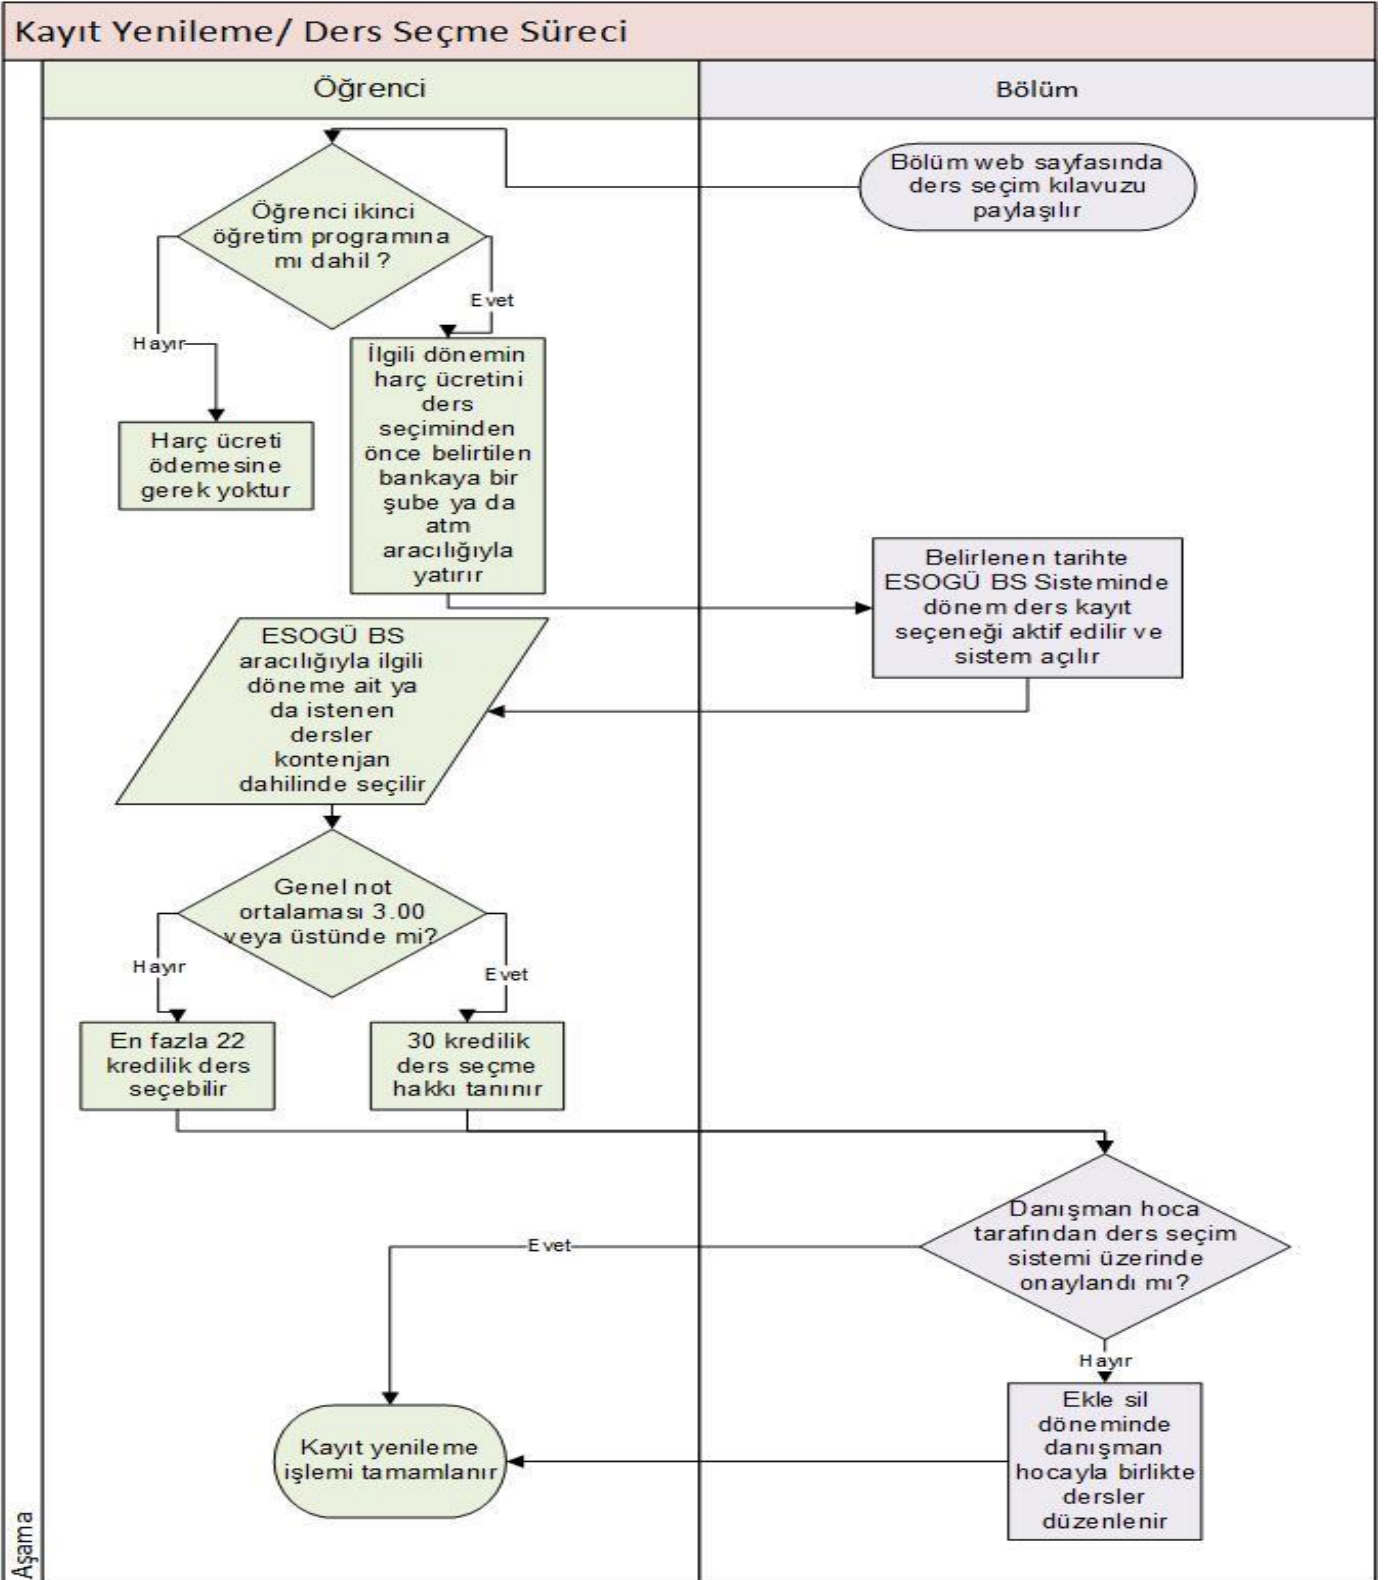 Kayıt Yenileme/ Ders Seçme Süreci
Öğrenci
Bölüm
Bölüm web sayfasında
ders seçim kılavuzu
paylaşılır
Öğrenci ikinci
öğretim programına
mı dahil ?
Evet
Hayır
İlgili dönemin
harç ücretini
ders
seçiminden
önce belirtilen
bankaya bir
şube ya da
atm
aracılığıyla
yatırır
Harç ücreti
ödemesine
gerek yoktur
Belirlenen tarihte
ESOGÜ BS Sisteminde
dönem ders kayıt
seçeneği aktif edilir ve
sistem açılır
ESOGÜ BS
aracılığıyla ilgili
döneme ait ya
da istenen
dersler
kontenjan
dahilinde seçilir
Genel not
ortalaması 3.00
veya üstünde mi?
Hayır
Evet
En fazla 22
kredilik ders
seçebilir
30 kredilik
ders seçme
hakkı tanınır
Danışman hoca
tarafından ders seçim
sistemi üzerinde
onaylandı mı?
Evet
Hayır
Ekle sil
döneminde
danışman
hocayla birlikte
dersler
düzenlenir
Kayıt yenileme
işlemi tamamlanır
Aşama